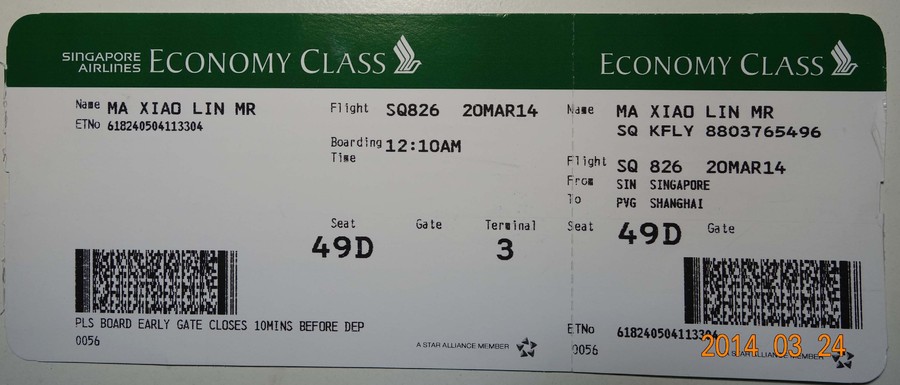 SINGAPORE AIRLINES ECONOMY CLASS
Name MA XIAO LIN MR
ETNo 618240504113304
Flight SQ826 20MAR14
Boarding Time 12:10AM
Seat Gate Terminal
49D 3
PLS BOARD EARLY GATE CLOSES 10MINS BEFORE DEP
0056
A STAR ALLIANCE MEMBER
ECONOMY CLASS
Name MA XIAO LIN MR
SQ KFLY 8803765496
Flight SQ 826 20MAR14
From SIN SINGAPORE
To PVG SHANGHAI
Seat 49D Gate
ETNo 618240504113304
0056
A STAR ALLIANCE MEMBER
2014.03.24